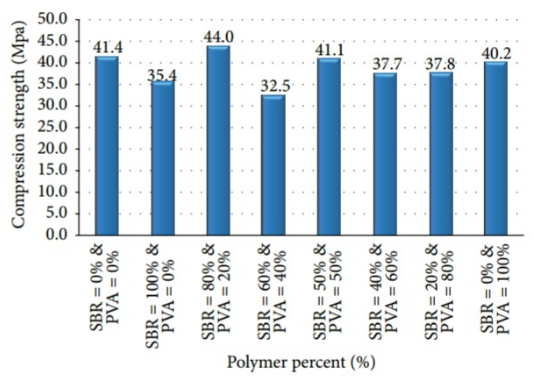 Compression strength (Mpa)
50.0
45.0
40.0
35.0
30.0
25.0
20.0
15.0
10.0
5.0
0.0
41.4
35.4
44.0
32.5
41.1
37.7
37.8
40.2
SBR = 0% &
PVA = 0%
SBR = 100% &
PVA = 0%
SBR = 80% &
PVA = 20%
SBR = 60% &
PVA = 40%
SBR = 50% &
PVA = 50%
SBR = 40% &
PVA = 60%
SBR = 20% &
PVA = 80%
SBR = 0% &
PVA = 100%
Polymer percent (%)